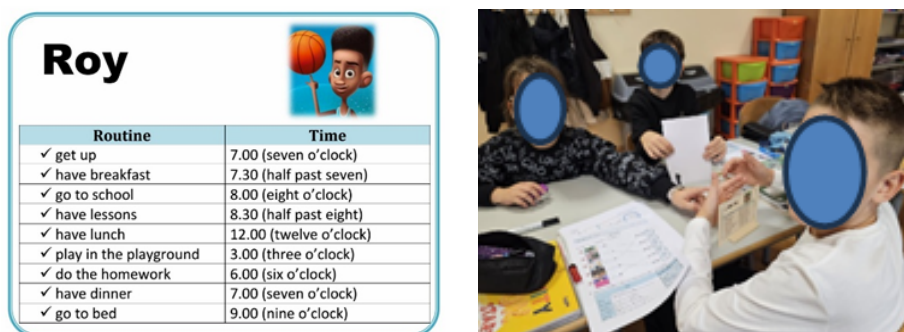 Roy
Routine Time
✓ get up 7.00 (seven o'clock)
✓ have breakfast 7.30 (half past seven)
✓ go to school 8.00 (eight o'clock)
✓ have lessons 8.30 (half past eight)
✓ have lunch 12.00 (twelve o'clock)
✓ play in the playground 3.00 (three o'clock)
✓ do the homework 6.00 (six o'clock)
✓ have dinner 7.00 (seven o'clock)
✓ go to bed 9.00 (nine o'clock)